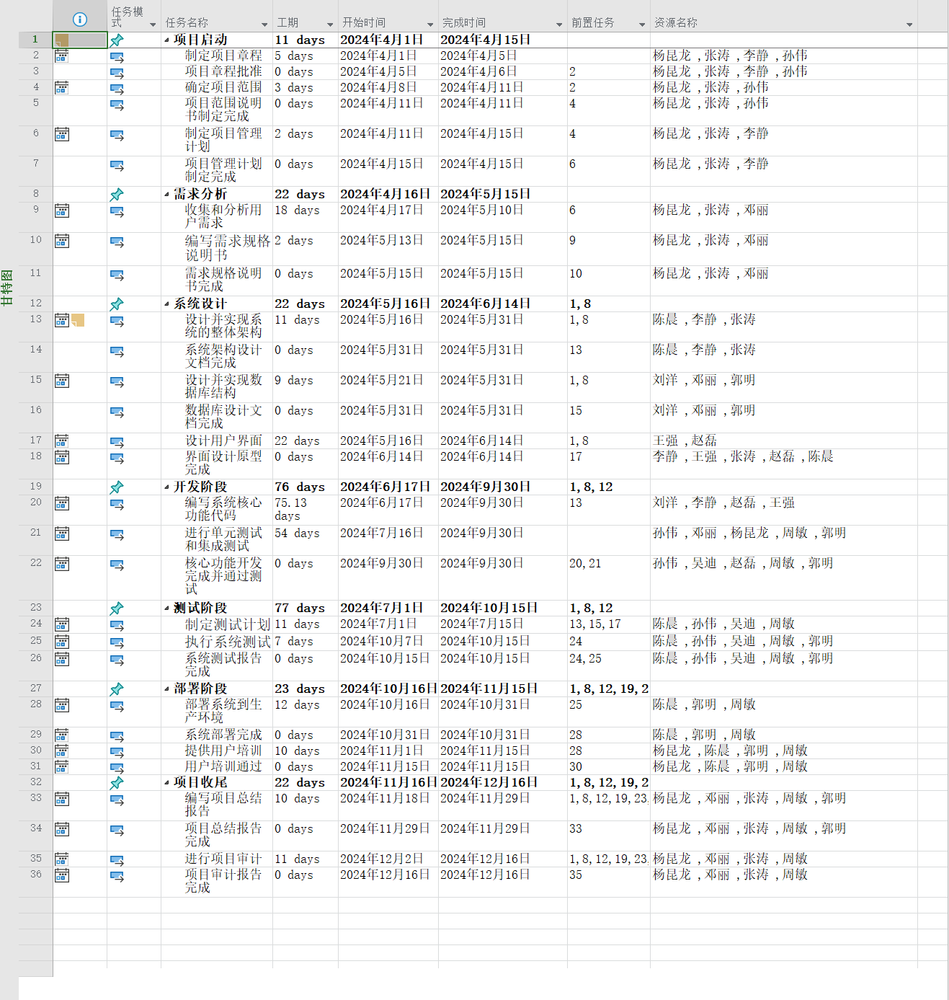 任务模式 任务名称 工期 开始时间 完成时间 前置任务 资源名称
甘特图
1 项目启动 11 days 2024年4月1日 2024年4月15日
2 制定项目章程 5 days 2024年4月1日 2024年4月5日 杨昆龙 ,张涛 ,李静 ,孙伟
3 项目章程批准 0 days 2024年4月5日 2024年4月6日 2 杨昆龙 ,张涛 ,李静 ,孙伟
4 确定项目范围 3 days 2024年4月8日 2024年4月11日 2 杨昆龙 ,张涛 ,孙伟
5 项目范围说明书制定完成 0 days 2024年4月11日 2024年4月11日 4 杨昆龙 ,张涛 ,孙伟
6 制定项目管理计划 2 days 2024年4月11日 2024年4月15日 4 杨昆龙 ,张涛 ,李静
7 项目管理计划制定完成 0 days 2024年4月15日 2024年4月15日 6 杨昆龙 ,张涛 ,李静
8 需求分析 22 days 2024年4月16日 2024年5月15日
9 收集和分析用户需求 18 days 2024年4月17日 2024年5月10日 6 杨昆龙 ,张涛 ,邓丽
10 编写需求规格说明书 2 days 2024年5月13日 2024年5月15日 9 杨昆龙 ,张涛 ,邓丽
11 需求规格说明书完成 0 days 2024年5月15日 2024年5月15日 10 杨昆龙 ,张涛 ,邓丽
12 系统设计 22 days 2024年5月16日 2024年6月14日 1,8
13 设计并实现系统的整体架构 11 days 2024年5月16日 2024年5月31日 1,8 陈晨 ,李静 ,张涛
14 系统架构设计文档完成 0 days 2024年5月31日 2024年5月31日 13 陈晨 ,李静 ,张涛
15 设计并实现数据库结构 9 days 2024年5月21日 2024年5月31日 1,8 刘洋 ,邓丽 ,郭明
16 数据库设计文档完成 0 days 2024年5月31日 2024年5月31日 15 刘洋 ,邓丽 ,郭明
17 设计用户界面 22 days 2024年5月16日 2024年6月14日 1,8 王强 ,赵磊
18 界面设计原型完成 0 days 2024年6月14日 2024年6月14日 17 李静 ,王强 ,张涛 ,赵磊 ,陈晨
19 开发阶段 76 days 2024年6月17日 2024年9月30日 1,8,12
20 编写系统核心功能代码 75.13 days 2024年6月17日 2024年9月30日 13 刘洋 ,李静 ,赵磊 ,王强
21 进行单元测试和集成测试 54 days 2024年7月16日 2024年9月30日 孙伟 ,邓丽 ,杨昆龙 ,周敏 ,郭明
22 核心功能开发完成并通过测试 0 days 2024年9月30日 2024年9月30日 20,21 孙伟 ,吴迪 ,赵磊 ,周敏 ,郭明
23 测试阶段 77 days 2024年7月1日 2024年10月15日 1,8,12
24 制定测试计划 11 days 2024年7月1日 2024年7月15日 13,15,17 陈晨 ,孙伟 ,吴迪 ,周敏
25 执行系统测试 7 days 2024年10月7日 2024年10月15日 24 陈晨 ,孙伟 ,吴迪 ,周敏 ,郭明
26 系统测试报告完成 0 days 2024年10月15日 2024年10月15日 24,25 陈晨 ,孙伟 ,吴迪 ,周敏 ,郭明
27 部署阶段 23 days 2024年10月16日 2024年11月15日 1,8,12,19,2
28 部署系统到生产环境 12 days 2024年10月16日 2024年10月31日 25 陈晨 ,郭明 ,周敏
29 系统部署完成 0 days 2024年10月31日 2024年10月31日 28 陈晨 ,郭明 ,周敏
30 提供用户培训 10 days 2024年11月1日 2024年11月15日 28 杨昆龙 ,陈晨 ,郭明 ,周敏
31 用户培训通过 0 days 2024年11月15日 2024年11月15日 30 杨昆龙 ,陈晨 ,郭明 ,周敏
32 项目收尾 22 days 2024年11月16日 2024年12月16日 1,8,12,19,2
33 编写项目总结报告 10 days 2024年11月18日 2024年11月29日 1,8,12,19,23, 杨昆龙 ,邓丽 ,张涛 ,周敏 ,郭明
34 项目总结报告完成 0 days 2024年11月29日 2024年11月29日 33 杨昆龙 ,邓丽 ,张涛 ,周敏 ,郭明
35 进行项目审计 11 days 2024年12月2日 2024年12月16日 1,8,12,19,23, 杨昆龙 ,邓丽 ,张涛 ,周敏
36 项目审计报告完成 0 days 2024年12月16日 2024年12月16日 35 杨昆龙 ,邓丽 ,张涛 ,周敏